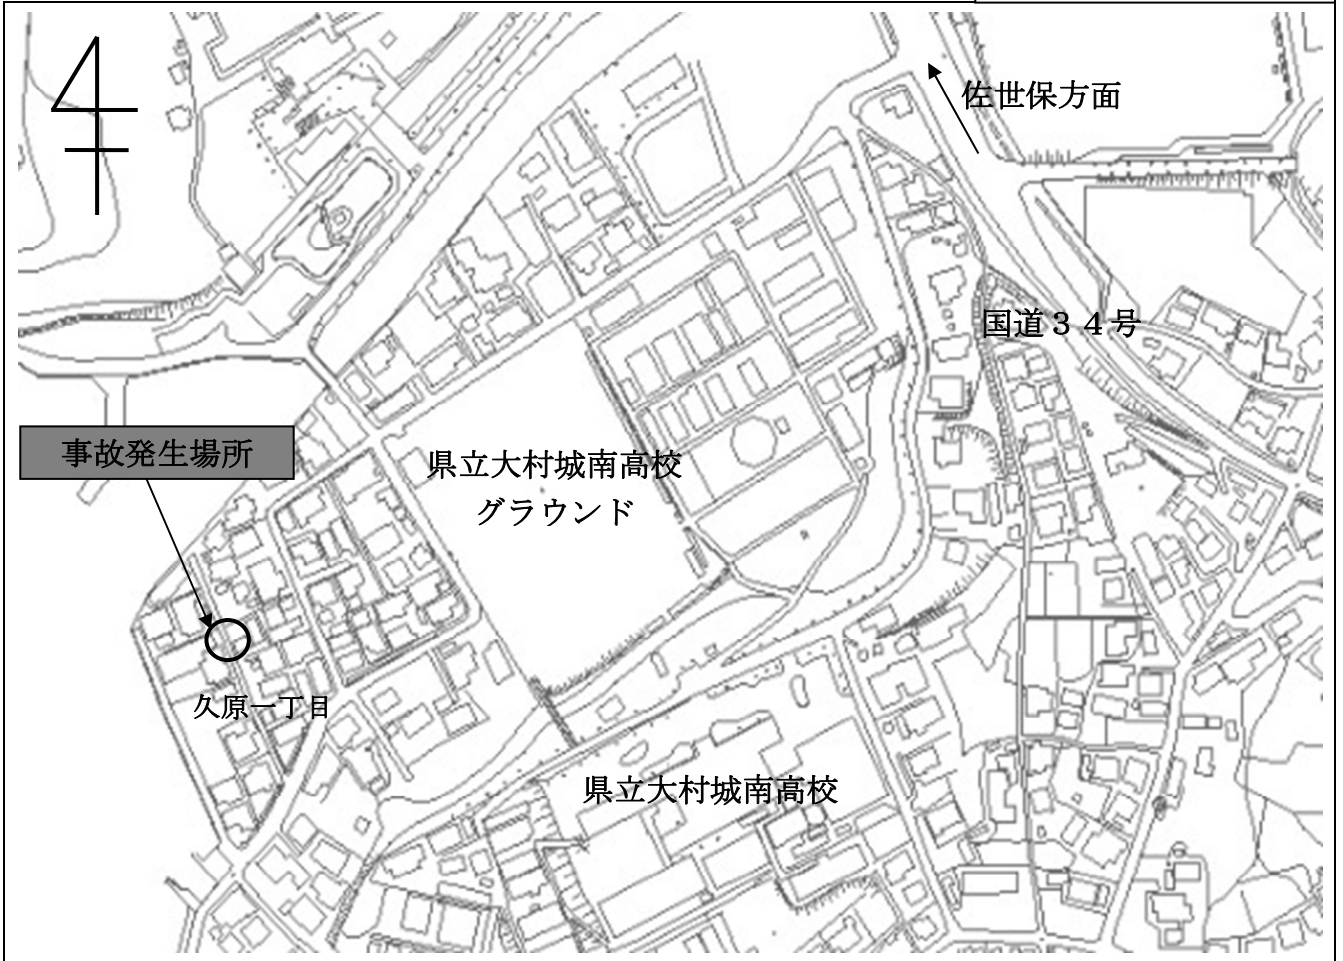 佐世保方面
国道３４号
事故発生場所
県立大村城南高校
グラウンド
久原一丁目
県立大村城南高校